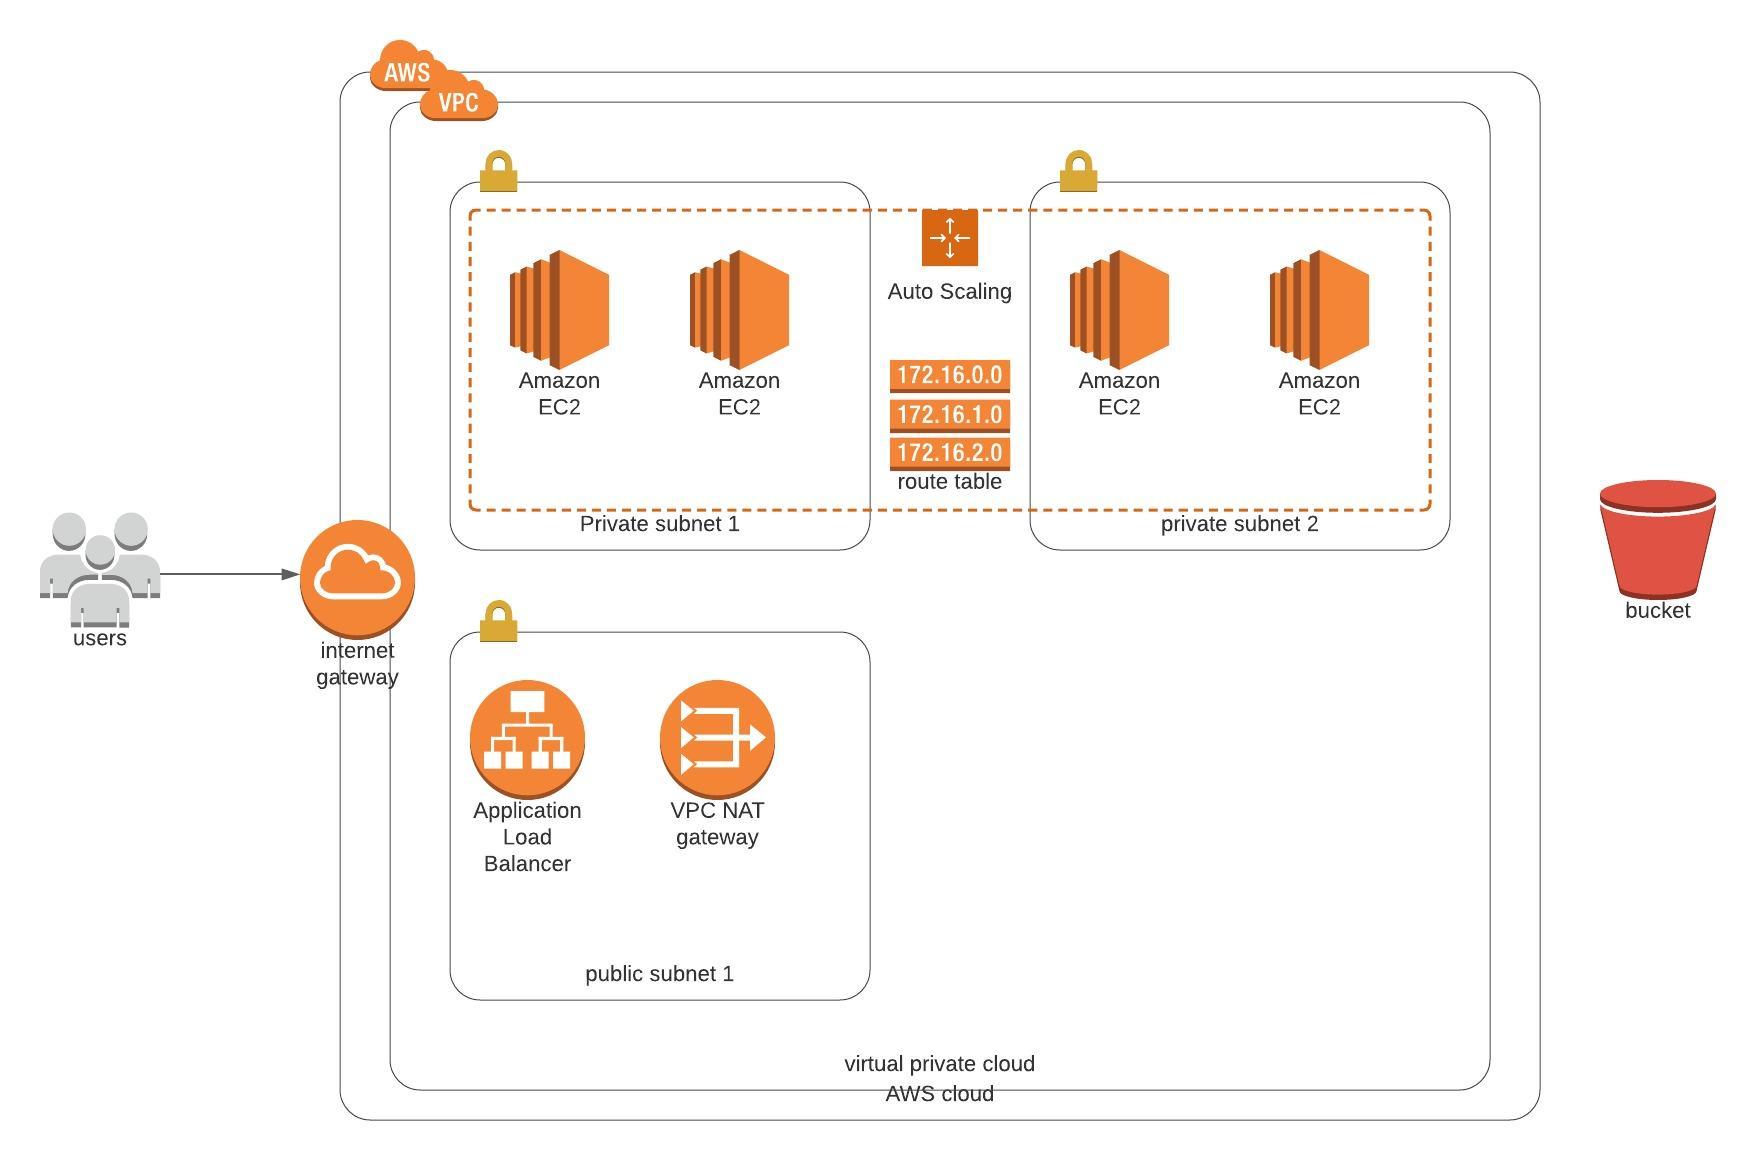 AWS
VPC
Auto Scaling
Amazon
EC2
Amazon
EC2
Amazon
EC2
Amazon
EC2
172.16.0.0
172.16.1.0
172.16.2.0
route table
Private subnet 1
private subnet 2
users
internet
gateway
bucket
Application
Load
Balancer
VPC NAT
gateway
public subnet 1
virtual private cloud
AWS cloud